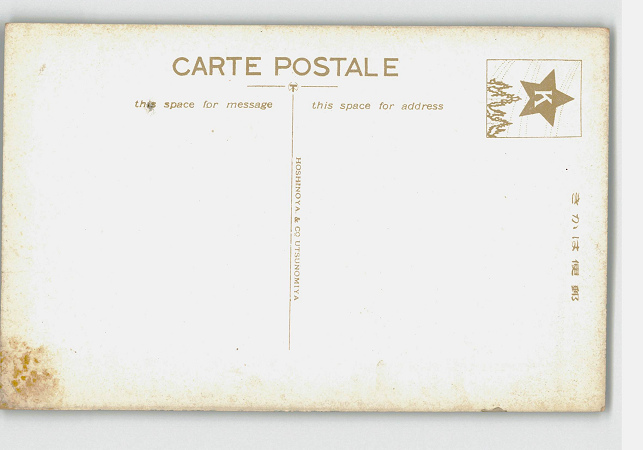 CARTE POSTALE
this space for message
this space for address
K
HOSHINOYA & CO UTSUNOMIYA
きかは便郵